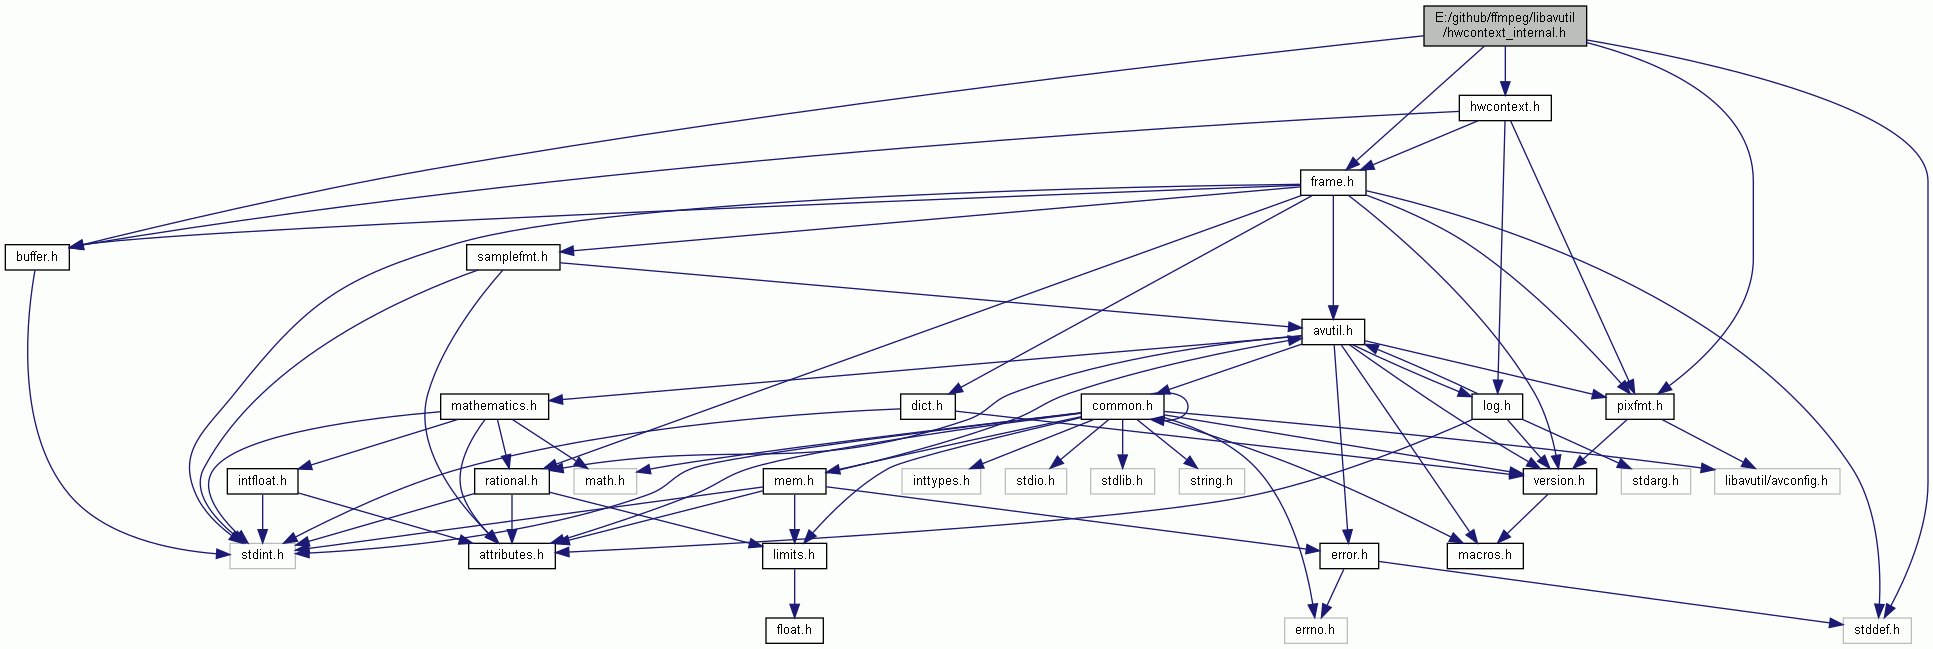 E:/github/ffmpeg/libavutil
/hwcontext_internal.h
hwcontext.h
frame.h
buffer.h
samplefmt.h
avutil.h
mathematics.h
dict.h
common.h
log.h
pixfmt.h
intfloat.h
rational.h
math.h
mem.h
inttypes.h
stdio.h
stdlib.h
string.h
version.h
stdarg.h
libavutil/avconfig.h
stdint.h
attributes.h
limits.h
error.h
macros.h
float.h
errno.h
stddef.h